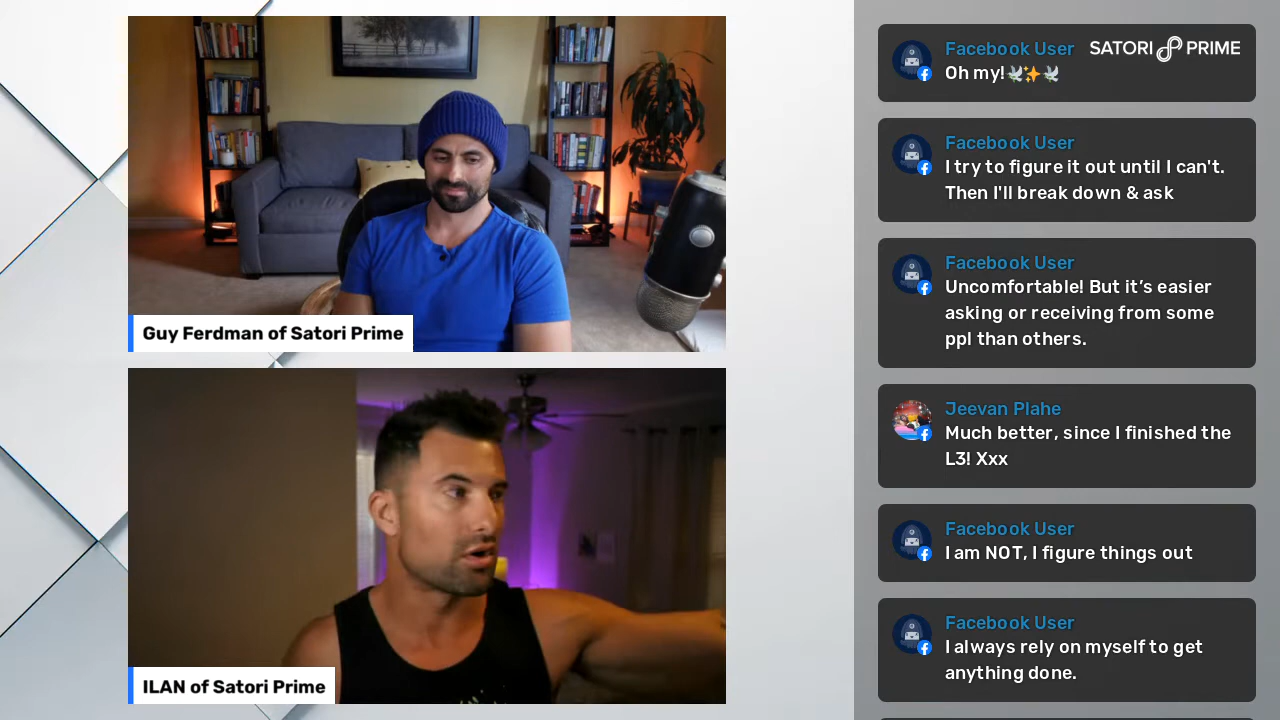 Guy Ferdman of Satori Prime
ILAN of Satori Prime
SATORI PRIME
Facebook User
Oh my!🕊️✨🕊️
Facebook User
I try to figure it out until I can't.
Then I'll break down & ask
Facebook User
Uncomfortable! But it’s easier
asking or receiving from some
ppl than others.
Jeevan Plahe
Much better, since I finished the
L3! Xxx
Facebook User
I am NOT, I figure things out
Facebook User
I always rely on myself to get
anything done.